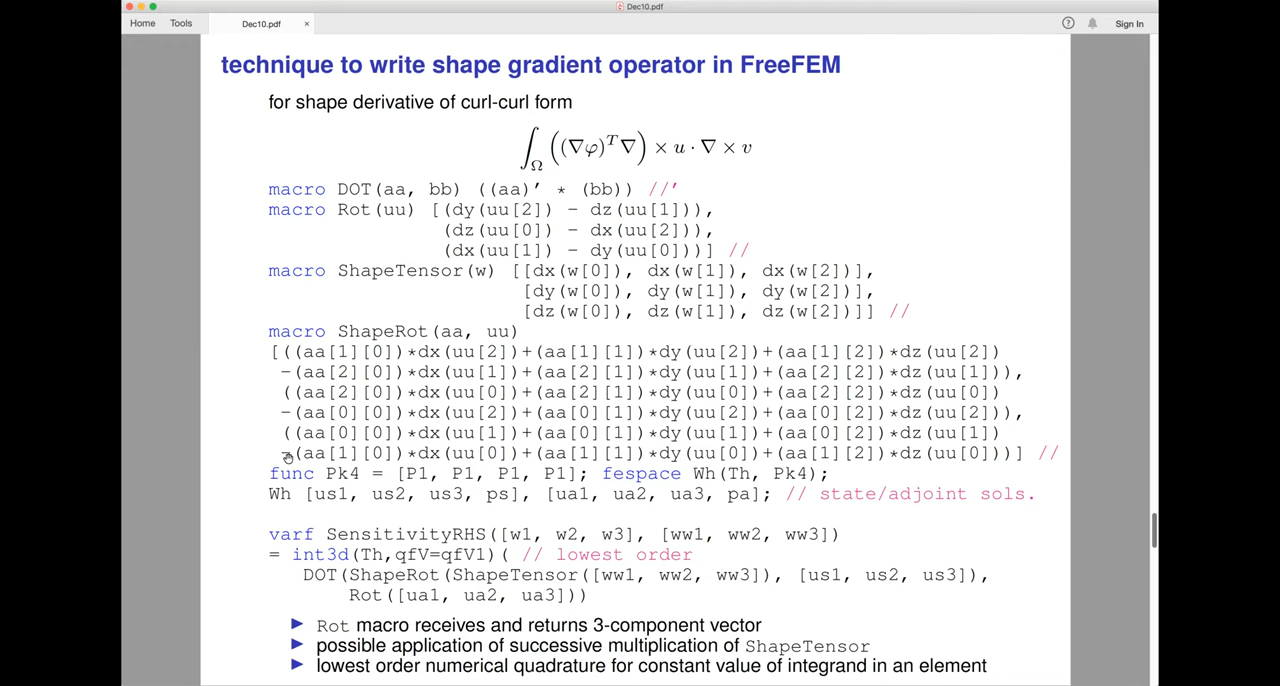 Dec10.pdf
Home Tools Dec10.pdf × ? Sign In
technique to write shape gradient operator in FreeFEM
for shape derivative of curl-curl form
∫_Ω ((∇φ)^T ∇) × u · ∇ × v
macro DOT(aa, bb) ((aa)' * (bb)) //'
macro Rot(uu) [(dy(uu[2]) - dz(uu[1])),
(dz(uu[0]) - dx(uu[2])),
(dx(uu[1]) - dy(uu[0]))] //
macro ShapeTensor(w) [[dx(w[0]), dx(w[1]), dx(w[2])],
[dy(w[0]), dy(w[1]), dy(w[2])],
[dz(w[0]), dz(w[1]), dz(w[2])]] //
macro ShapeRot(aa, uu)
[((aa[1][0])*dx(uu[2])+(aa[1][1])*dy(uu[2])+(aa[1][2])*dz(uu[2])
-(aa[2][0])*dx(uu[1])+(aa[2][1])*dy(uu[1])+(aa[2][2])*dz(uu[1])),
((aa[2][0])*dx(uu[0])+(aa[2][1])*dy(uu[0])+(aa[2][2])*dz(uu[0])
-(aa[0][0])*dx(uu[2])+(aa[0][1])*dy(uu[2])+(aa[0][2])*dz(uu[2])),
((aa[0][0])*dx(uu[1])+(aa[0][1])*dy(uu[1])+(aa[0][2])*dz(uu[1])
-(aa[1][0])*dx(uu[0])+(aa[1][1])*dy(uu[0])+(aa[1][2])*dz(uu[0]))] //
func Pk4 = [P1, P1, P1, P1]; fespace Wh(Th, Pk4);
Wh [us1, us2, us3, ps], [ua1, ua2, ua3, pa]; // state/adjoint sols.
varf SensitivityRHS([w1, w2, w3], [ww1, ww2, ww3])
= int3d(Th,qfV=qfV1)( // lowest order
DOT(ShapeRot(ShapeTensor([ww1, ww2, ww3]), [us1, us2, us3]),
Rot([ua1, ua2, ua3]))
▶ Rot macro receives and returns 3-component vector
▶ possible application of successive multiplication of ShapeTensor
▶ lowest order numerical quadrature for constant value of integrand in an element